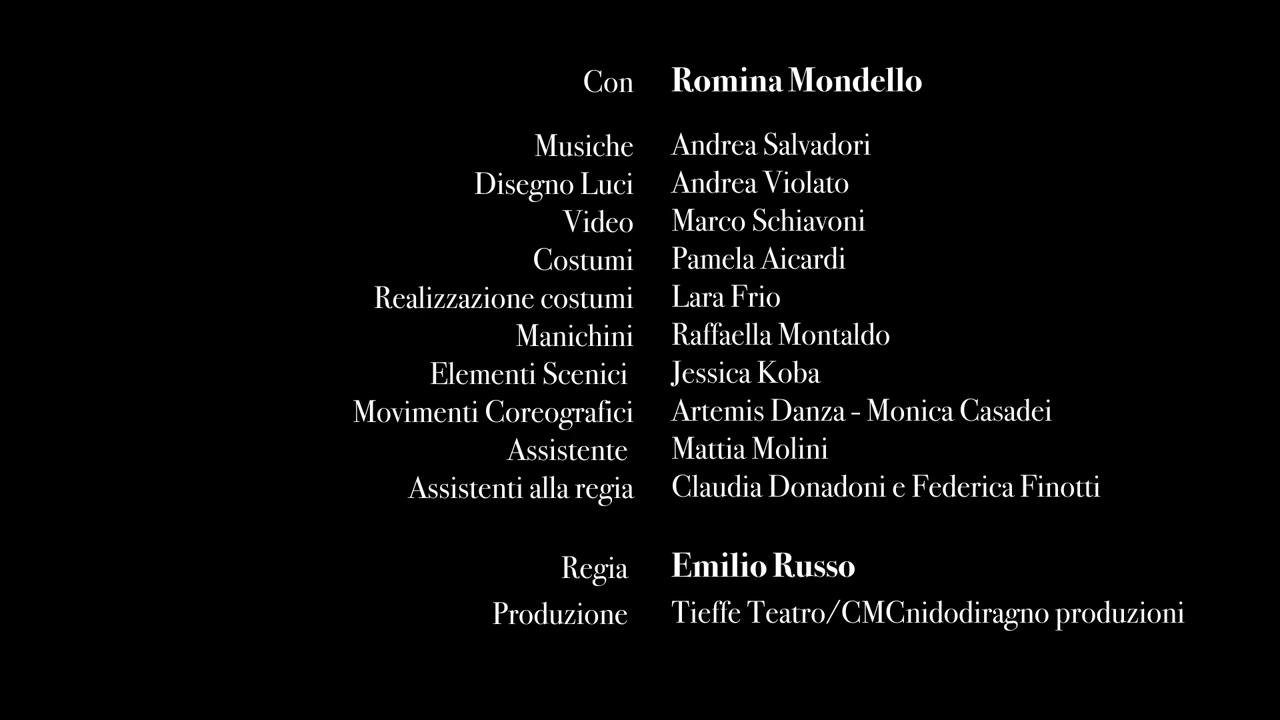 Con Romina Mondello
Musiche Andrea Salvadori
Disegno Luci Andrea Violato
Video Marco Schiavoni
Costumi Pamela Aicardi
Realizzazione costumi Lara Frio
Manichini Raffaella Montaldo
Elementi Scenici Jessica Koba
Movimenti Coreografici Artemis Danza - Monica Casadei
Assistente Mattia Molini
Assistenti alla regia Claudia Donadoni e Federica Finotti
Regia Emilio Russo
Produzione Tieffe Teatro/CMCnidodiragno produzioni